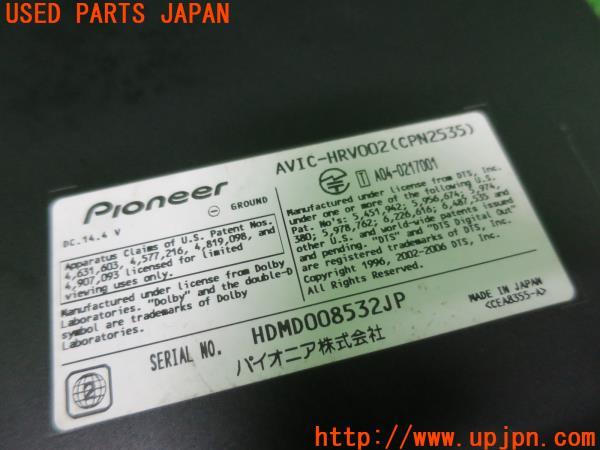 USED PARTS JAPAN
Pioneer
DC.14.4 V
⊖ GROUND
Apparatus Claims of U.S. Patent Nos.
4,631,603, 4,577,216, 4,819,098, and
4,907,093 licensed for limited
viewing uses only.
Manufactured under license from Dolby
Laboratories. "Dolby" and the double-D
symbol are trademarks of Dolby
Laboratories.
AVIC-HRV002(CPN2535)
T A04-0217001
Manufactured under license from DTS, Inc.
under one or more of the following U.S.
Pat. No's: 5,451,942; 5,956,674; 5,974,
380; 5,978,762; 6,226,616; 6,487,535 and
other U.S. and world-wide patents issued
and pending. "DTS" and "DTS Digital Out"
are registered trademarks of DTS, Inc.
Copyright 1996, 2002-2006 DTS, Inc.
All Rights Reserved.
SERIAL NO. HDMD008532JP
MADE IN JAPAN
<CEA8355-A>
2
パイオニア株式会社
http://www.upjpn.com/